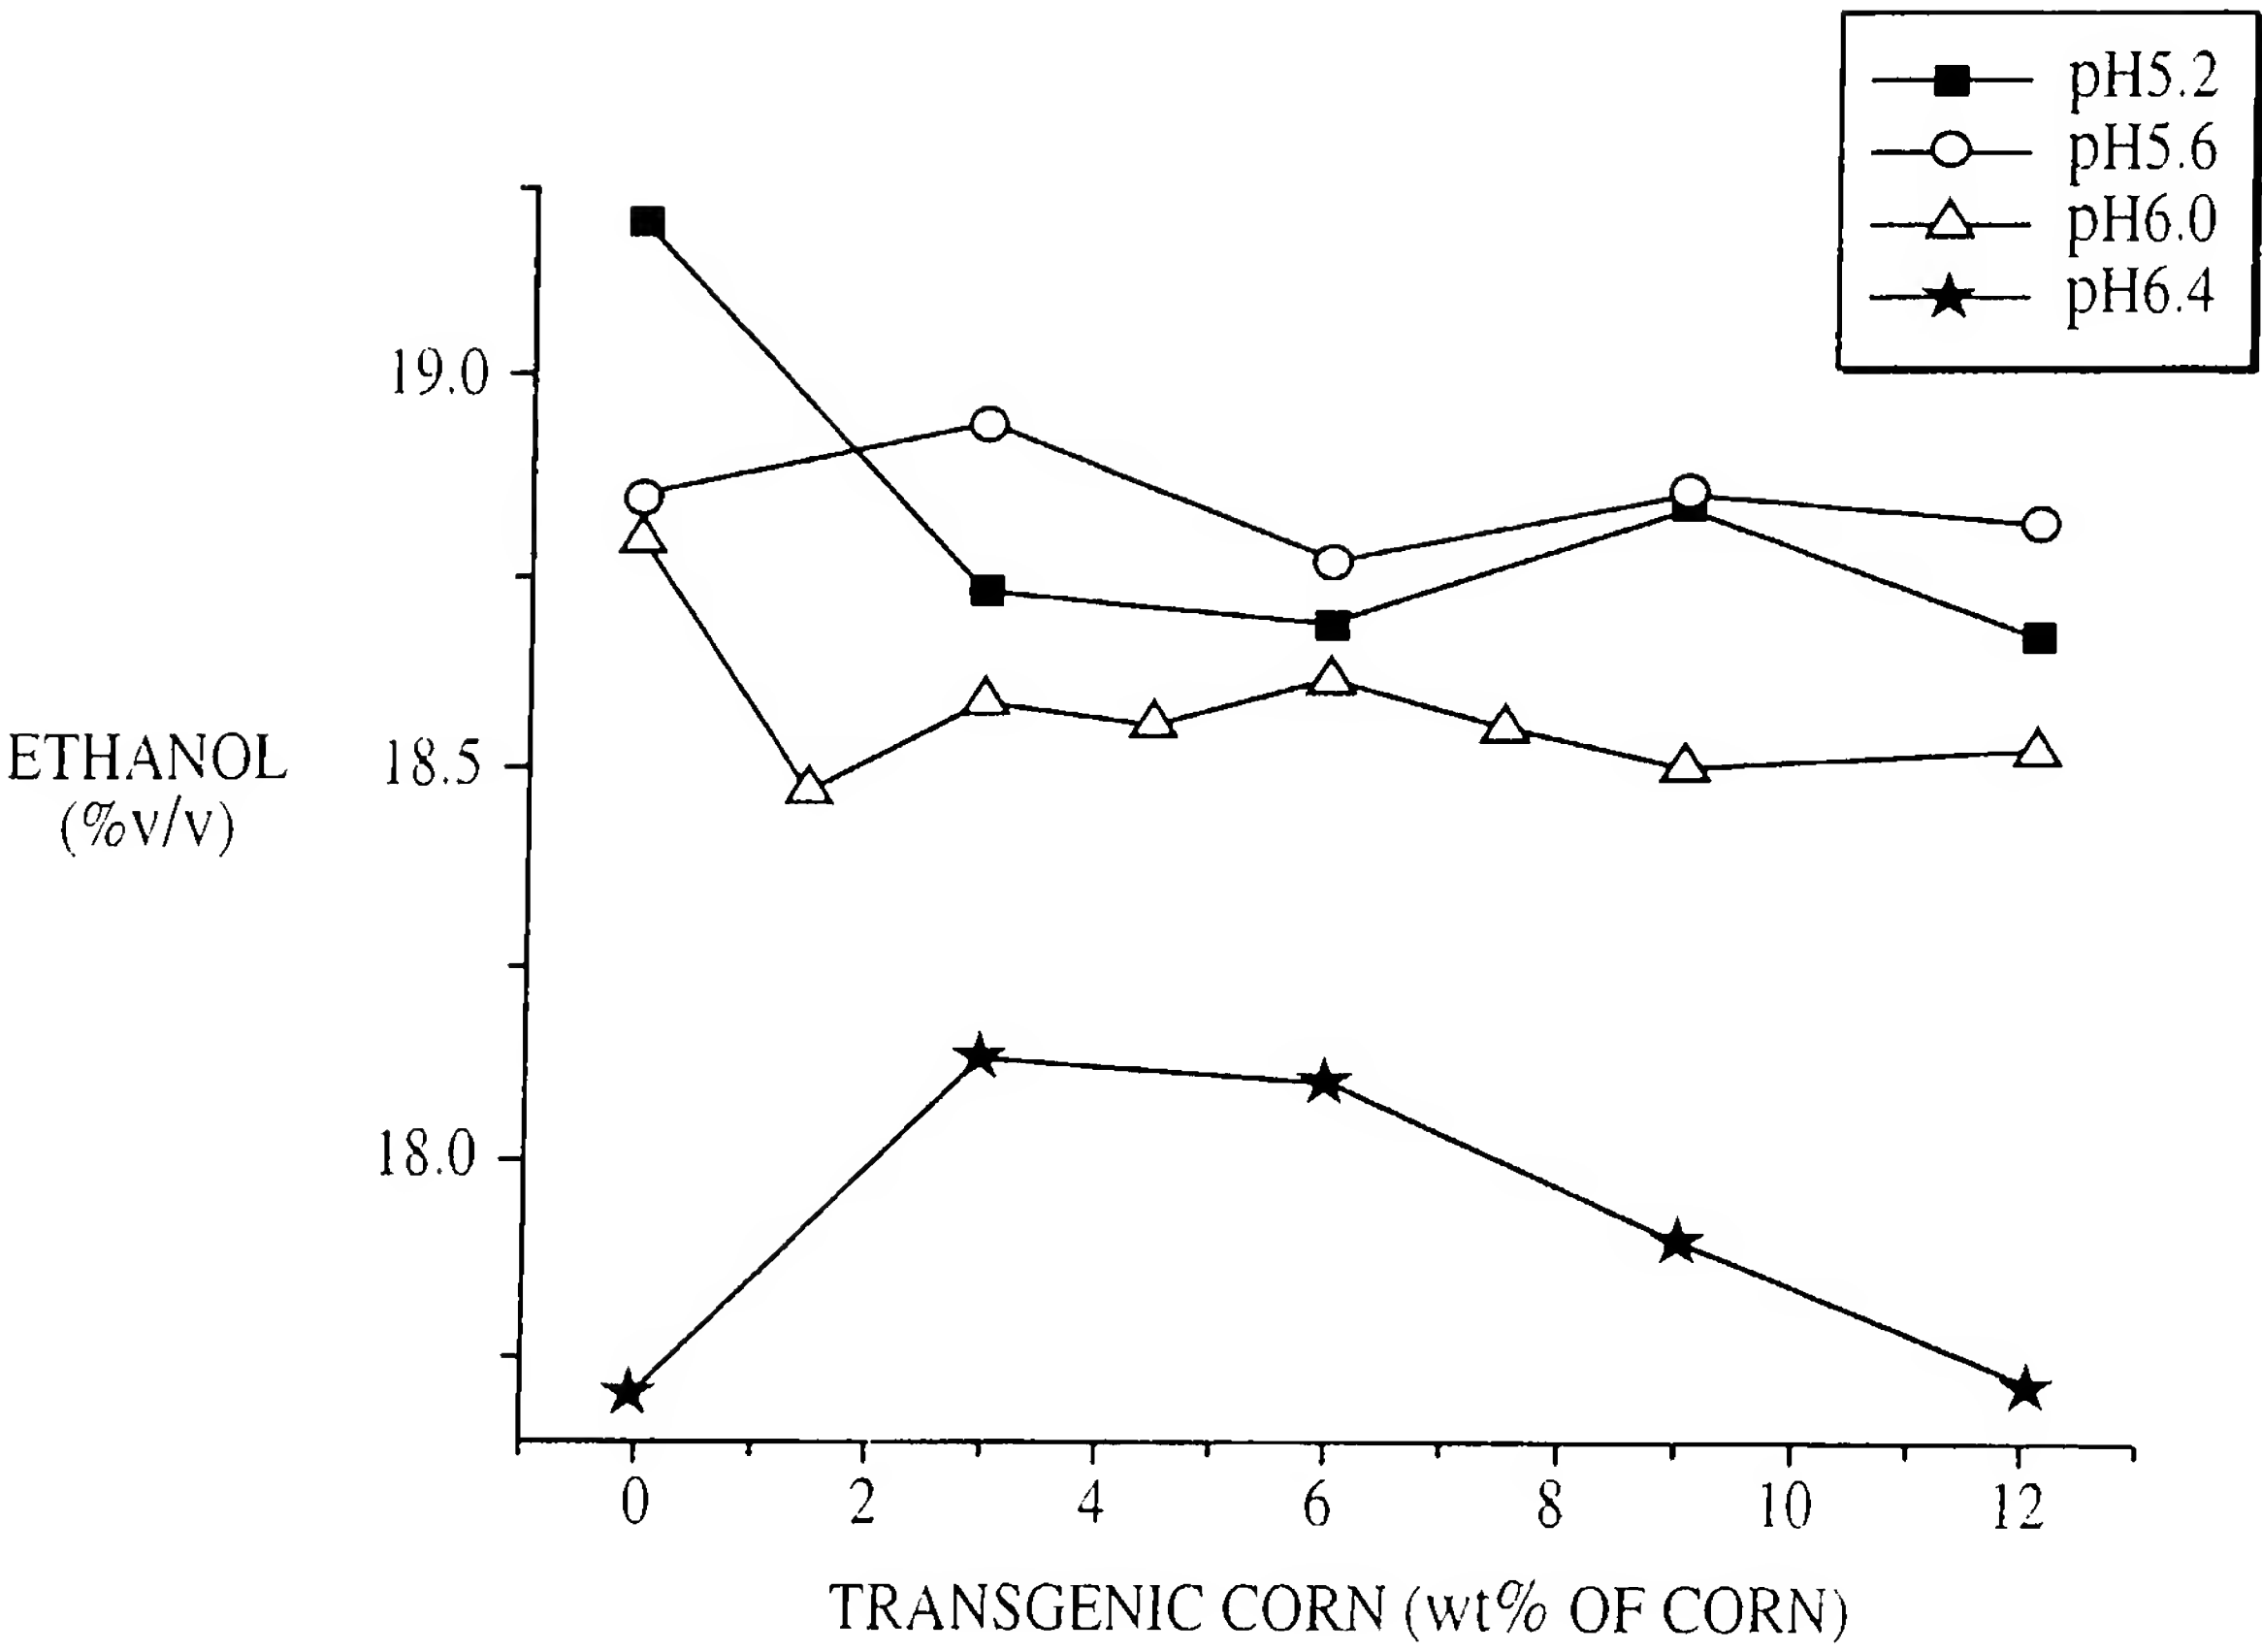 pH5.2
pH5.6
pH6.0
pH6.4
19.0
18.5
18.0
ETHANOL
(%v/v)
0 2 4 6 8 10 12
TRANSGENIC CORN (wt% OF CORN)